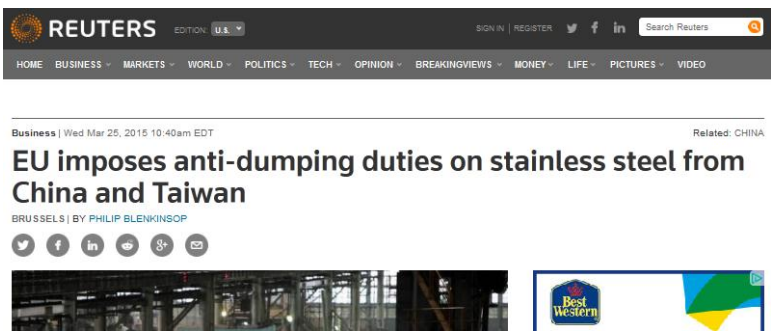 REUTERS EDITION: U.S. SIGN IN | REGISTER Search Reuters
HOME BUSINESS MARKETS WORLD POLITICS TECH OPINION BREAKINGVIEWS MONEY LIFE PICTURES VIDEO
Business | Wed Mar 25, 2015 10:40am EDT Related: CHINA
EU imposes anti-dumping duties on stainless steel from
China and Taiwan
BRUSSELS | BY PHILIP BLENKINSOP
Best
Western